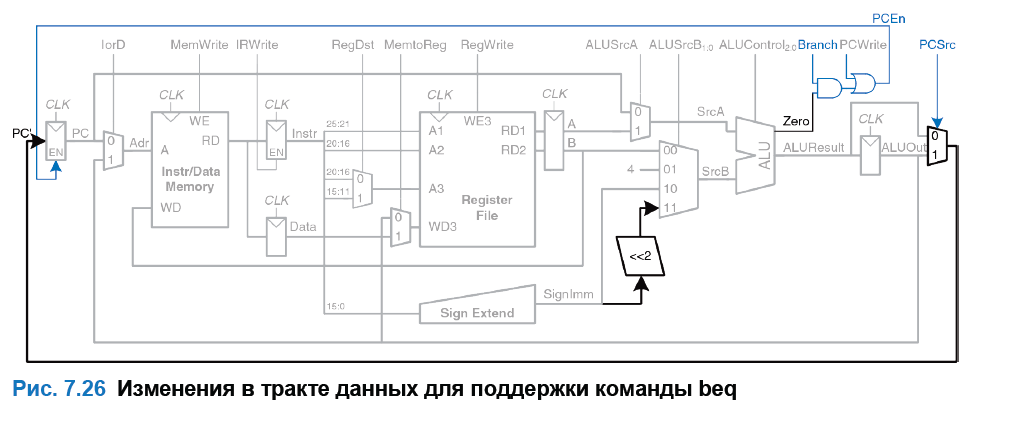 PCEn
IorD MemWrite IRWrite RegDst MemtoReg RegWrite ALUSrcA ALUSrcB1:0 ALUControl2:0 Branch PCWrite PCSrc
CLK CLK CLK CLK CLK CLK
PC' PC EN
0 1 Adr
WE
A RD
Instr/Data
Memory
WD
Instr EN
CLK
Data
25:21
20:16
20:16
15:11
15:0
0 1
0 1
WE3
A1 RD1
A2 RD2
A3
Register
File
WD3
A
B
0 1
SrcA
4
00
01
10
11
SrcB
ALU
Zero
ALUResult
ALUOut
0
1
<<2
SignImm
Sign Extend
Рис. 7.26 Изменения в тракте данных для поддержки команды beq